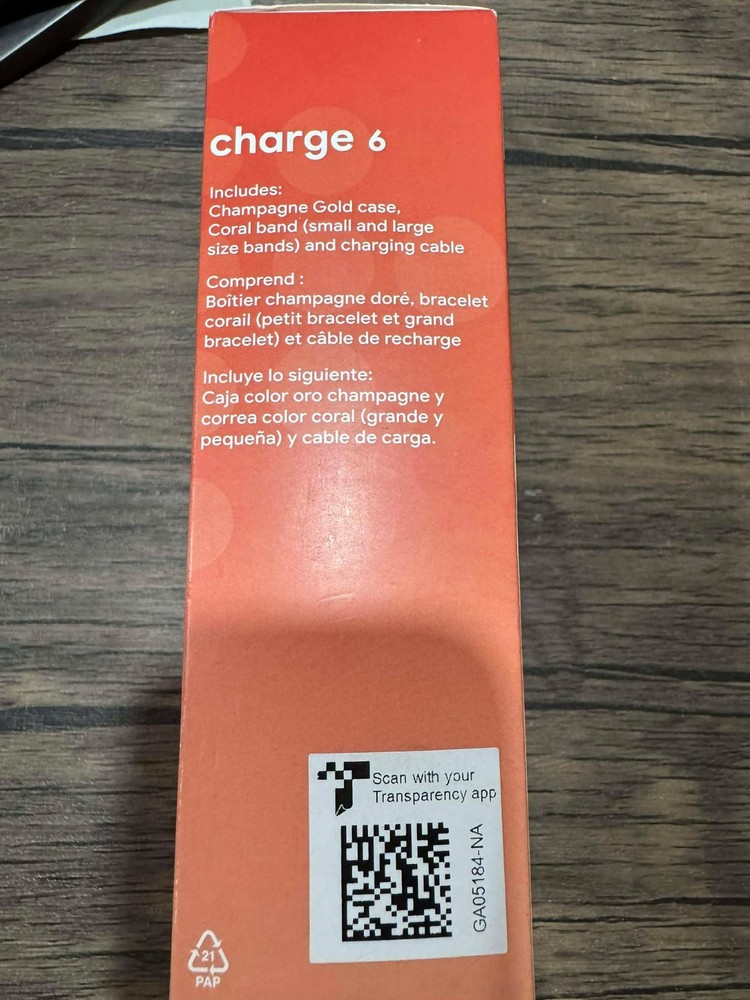 charge 6
Includes:
Champagne Gold case,
Coral band (small and large
size bands) and charging cable
Comprend :
Boîtier champagne doré, bracelet
corail (petit bracelet et grand
bracelet) et câble de recharge
Incluye lo siguiente:
Caja color oro champagne y
correa color coral (grande y
pequeña) y cable de carga.
Scan with your
Transparency app
GA05184-NA
21
PAP